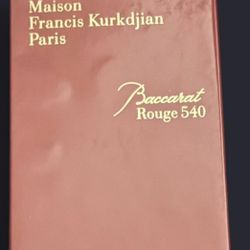 Maison
Francis Kurkdjian
Paris
Baccarat
Rouge 540